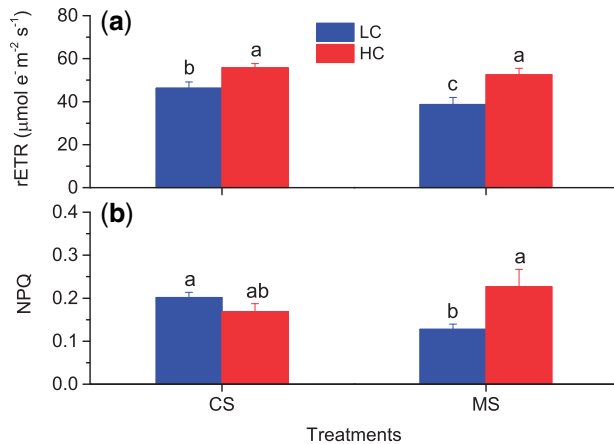 (a)
LC
HC
80
60
40
20
0
rETR (μmol e⁻ m⁻² s⁻¹)
b
a
c
a
(b)
0.4
0.3
0.2
0.1
0.0
NPQ
a
ab
b
a
CS
MS
Treatments